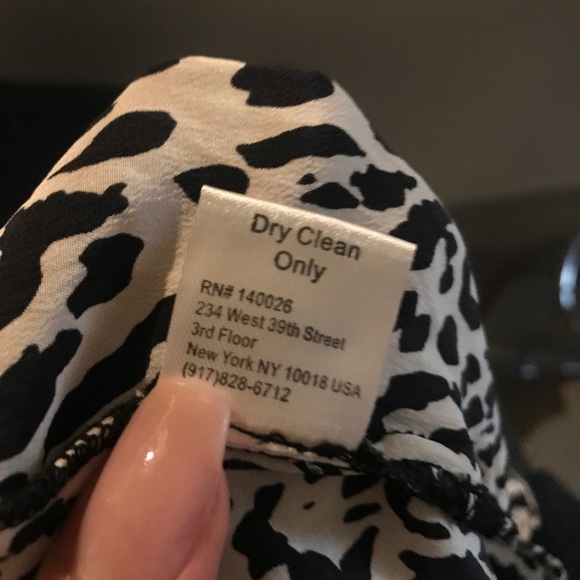 Dry Clean
Only
RN# 140026
234 West 39th Street
3rd Floor
New York NY 10018 USA
(917)828-6712